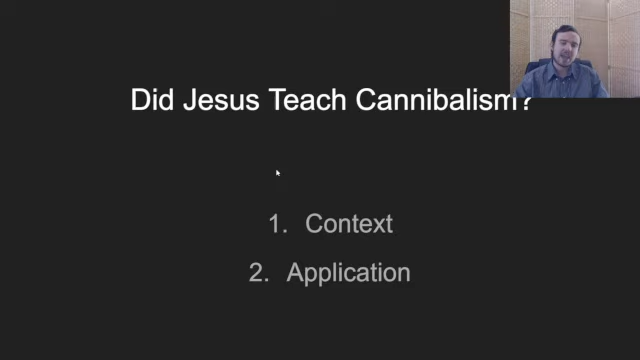 Did Jesus Teach Cannibalism?
1. Context
2. Application